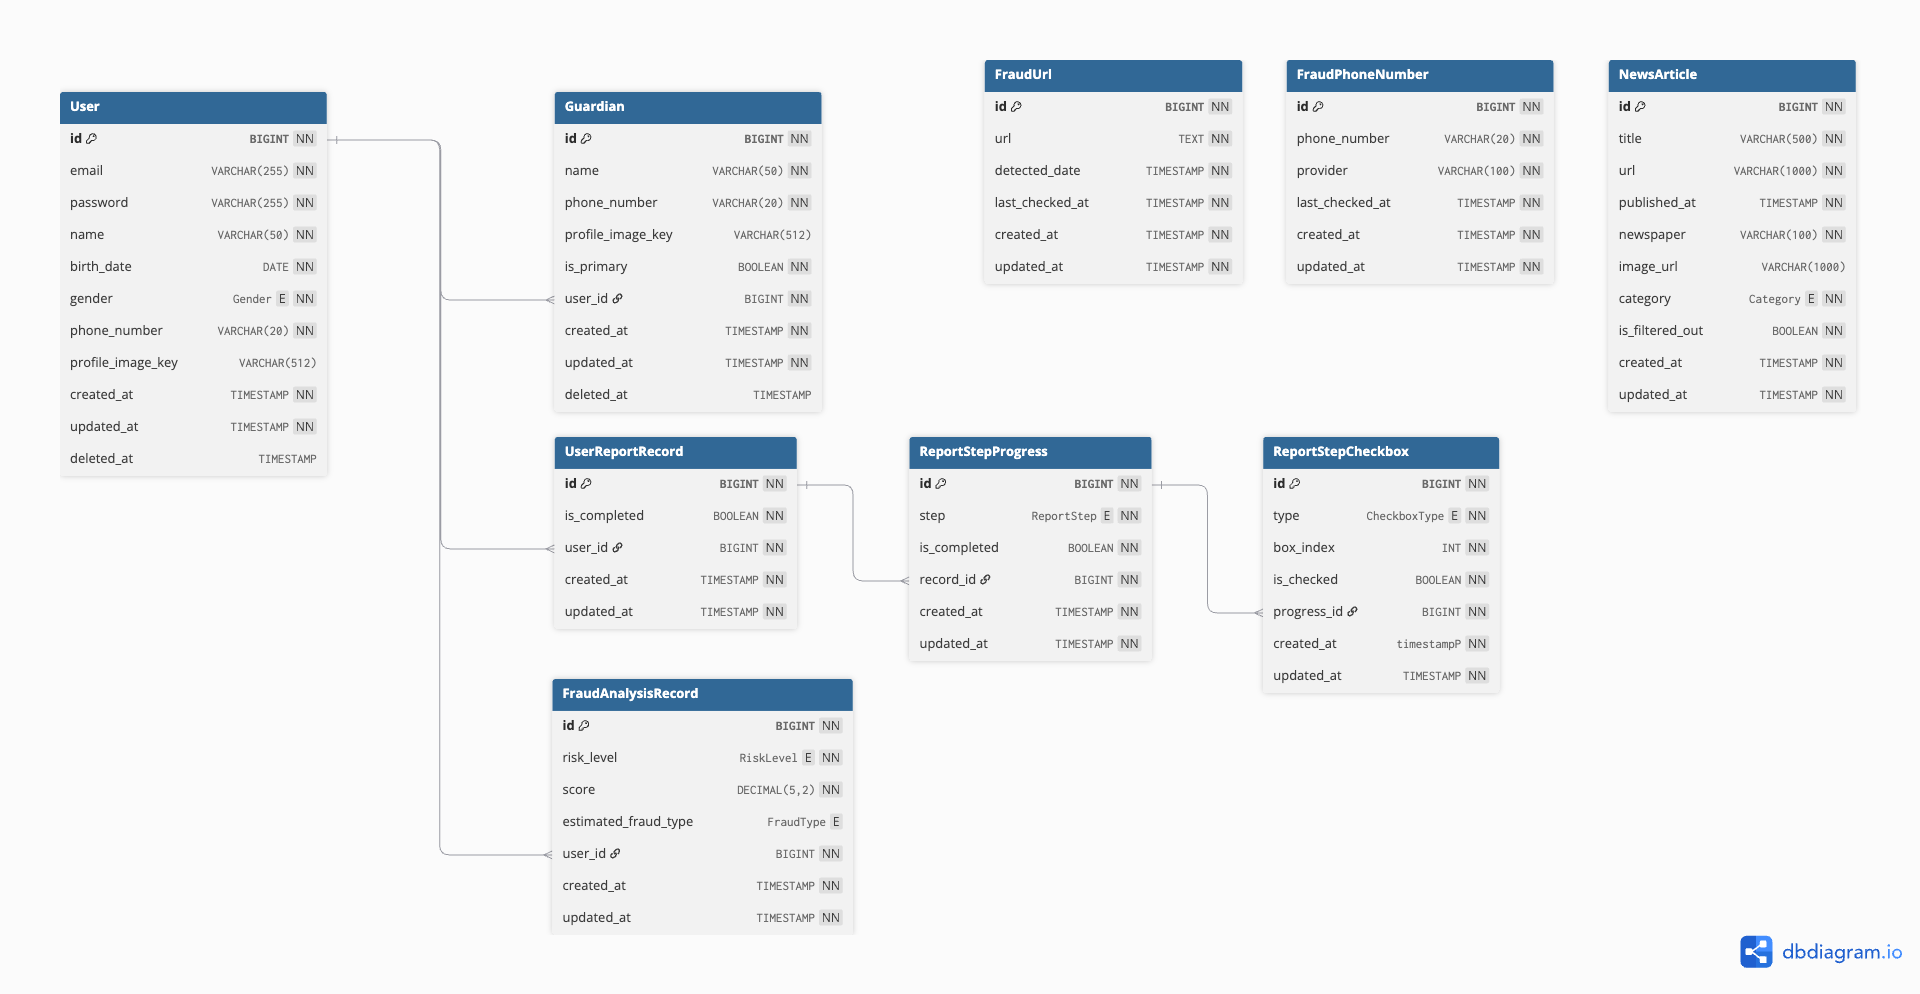 User
id BIGINT NN
email VARCHAR(255) NN
password VARCHAR(255) NN
name VARCHAR(50) NN
birth_date DATE NN
gender Gender E NN
phone_number VARCHAR(20) NN
profile_image_key VARCHAR(512)
created_at TIMESTAMP NN
updated_at TIMESTAMP NN
deleted_at TIMESTAMP
Guardian
id BIGINT NN
name VARCHAR(50) NN
phone_number VARCHAR(20) NN
profile_image_key VARCHAR(512)
is_primary BOOLEAN NN
user_id BIGINT NN
created_at TIMESTAMP NN
updated_at TIMESTAMP NN
deleted_at TIMESTAMP
FraudUrl
id BIGINT NN
url TEXT NN
detected_date TIMESTAMP NN
last_checked_at TIMESTAMP NN
created_at TIMESTAMP NN
updated_at TIMESTAMP NN
FraudPhoneNumber
id BIGINT NN
phone_number VARCHAR(20) NN
provider VARCHAR(100) NN
last_checked_at TIMESTAMP NN
created_at TIMESTAMP NN
updated_at TIMESTAMP NN
NewsArticle
id BIGINT NN
title VARCHAR(500) NN
url VARCHAR(1000) NN
published_at TIMESTAMP NN
newspaper VARCHAR(100) NN
image_url VARCHAR(1000)
category Category E NN
is_filtered_out BOOLEAN NN
created_at TIMESTAMP NN
updated_at TIMESTAMP NN
UserReportRecord
id BIGINT NN
is_completed BOOLEAN NN
user_id BIGINT NN
created_at TIMESTAMP NN
updated_at TIMESTAMP NN
ReportStepProgress
id BIGINT NN
step ReportStep E NN
is_completed BOOLEAN NN
record_id BIGINT NN
created_at TIMESTAMP NN
updated_at TIMESTAMP NN
ReportStepCheckbox
id BIGINT NN
type CheckboxType E NN
box_index INT NN
is_checked BOOLEAN NN
progress_id BIGINT NN
created_at timestampP NN
updated_at TIMESTAMP NN
FraudAnalysisRecord
id BIGINT NN
risk_level RiskLevel E NN
score DECIMAL(5,2) NN
estimated_fraud_type FraudType E
user_id BIGINT NN
created_at TIMESTAMP NN
updated_at TIMESTAMP NN
dbdiagram.io